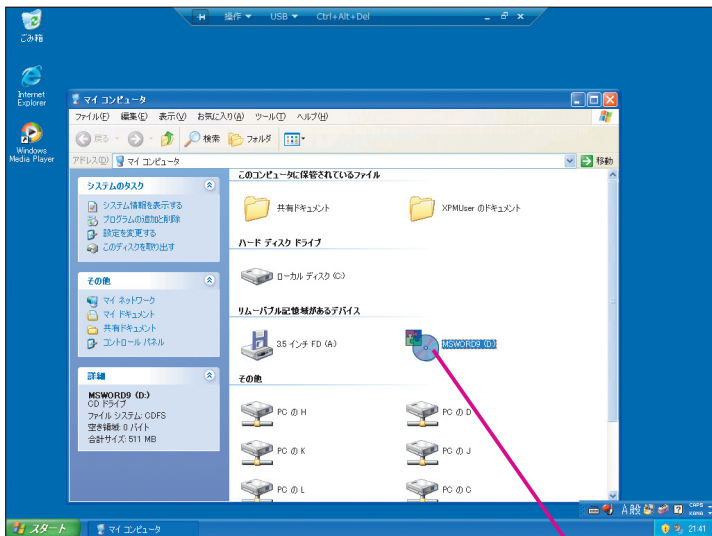 操作 USB Ctrl+Alt+Del
ごみ箱
Internet
Explorer
Windows
Media Player
マイ コンピュータ
ファイル(F) 編集(E) 表示(V) お気に入り(A) ツール(T) ヘルプ(H)
戻る 検索 フォルダ
アドレス(D) マイ コンピュータ 移動
システムのタスク
システム情報を表示する
プログラムの追加と削除
設定を変更する
このディスクを取り出す
その他
マイ ネットワーク
マイ ドキュメント
共有ドキュメント
コントロール パネル
詳細
MSWORD9 (D:)
CD ドライブ
ファイル システム: CDFS
空き領域: 0 バイト
合計サイズ: 511 MB
このコンピュータに保管されているファイル
共有ドキュメント XPMUser のドキュメント
ハード ディスク ドライブ
ローカル ディスク (C:)
リムーバブル記憶域があるデバイス
3.5 インチ FD (A:) MSWORD9 (D:)
その他
PC の H PC の D
PC の K PC の J
PC の L PC の C
A 般 CAPS
KANA
スタート マイ コンピュータ 21:41